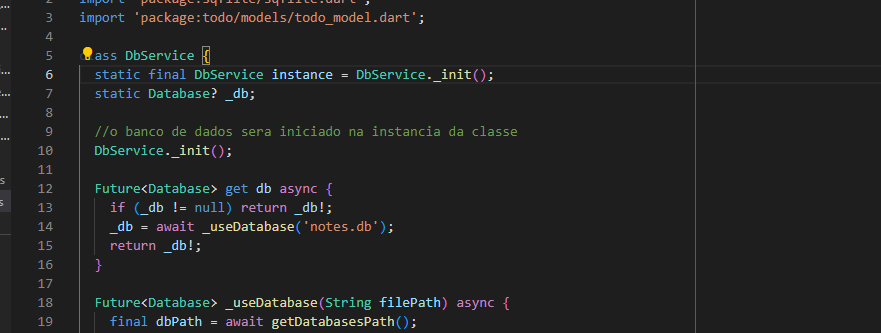 import 'package:sqflite/sqflite.dart';
3 import 'package:todo/models/todo_model.dart';
4
5 ass DbService {
6 static final DbService instance = DbService._init();
7 static Database? _db;
8
9 //o banco de dados sera iniciado na instancia da classe
10 DbService._init();
11
12 Future<Database> get db async {
13 if (_db != null) return _db!;
14 _db = await _useDatabase('notes.db');
15 return _db!;
16 }
17
18 Future<Database> _useDatabase(String filePath) async {
19 final dbPath = await getDatabasesPath();